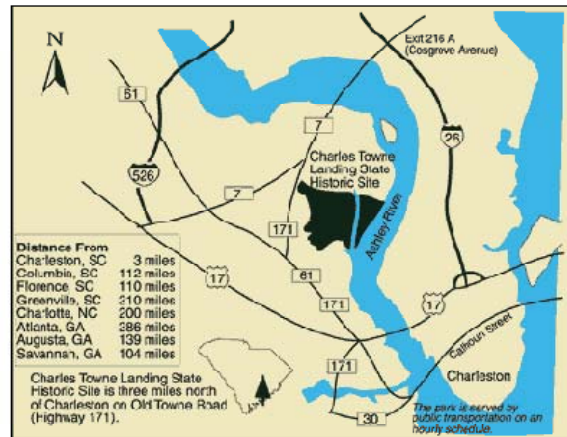 N
Exit 216 A
(Cosgrove Avenue)
61
7
26
526
Charles Towne
Landing State
Historic Site
7
171
Ashley River
61
17
171
17
Distance From
Charleston, SC 3 miles
Columbia, SC 112 miles
Florence, SC 110 miles
Greenville, SC 210 miles
Charlotte, NC 200 miles
Atlanta, GA 286 miles
Augusta, GA 139 miles
Savannah, GA 104 miles
Calhoun Street
171
Charleston
30
Charles Towne Landing State
Historic Site is three miles north
of Charleston on Old Towne Road
(Highway 171).
The park is served by
public transportation on an
hourly schedule.